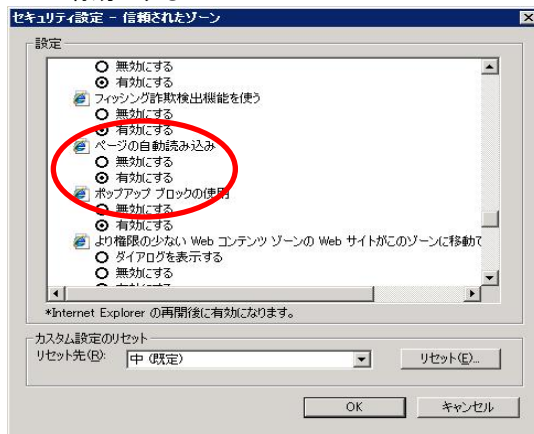 セキュリティ設定 - 信頼されたゾーン
設定
無効にする
有効にする
フィッシング詐欺検出機能を使う
無効にする
有効にする
ページの自動読み込み
無効にする
有効にする
ポップアップ ブロックの使用
無効にする
有効にする
より権限の少ない Web コンテンツ ゾーンの Web サイトがこのゾーンに移動て
ダイアログを表示する
無効にする
*Internet Explorer の再開後に有効になります。
カスタム設定のリセット
リセット先(R):
中 (既定)
リセット(E)...
OK
キャンセル